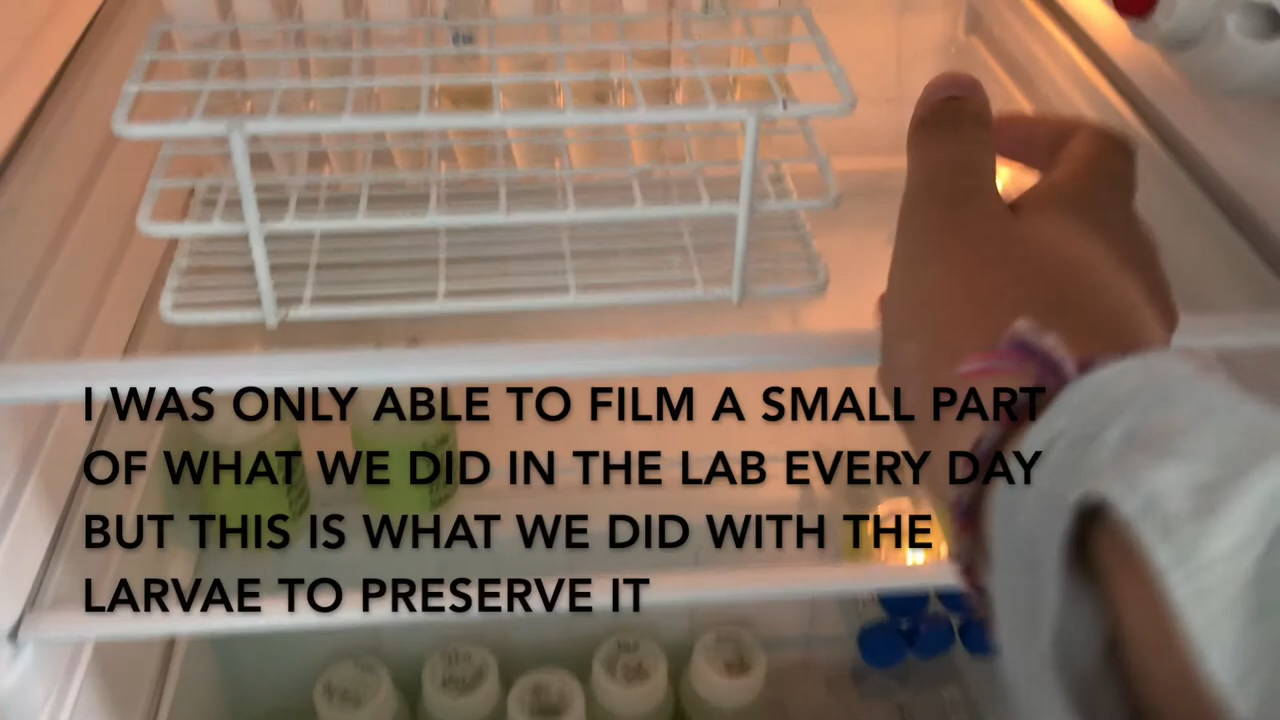 I WAS ONLY ABLE TO FILM A SMALL PART
OF WHAT WE DID IN THE LAB EVERY DAY
BUT THIS IS WHAT WE DID WITH THE
LARVAE TO PRESERVE IT